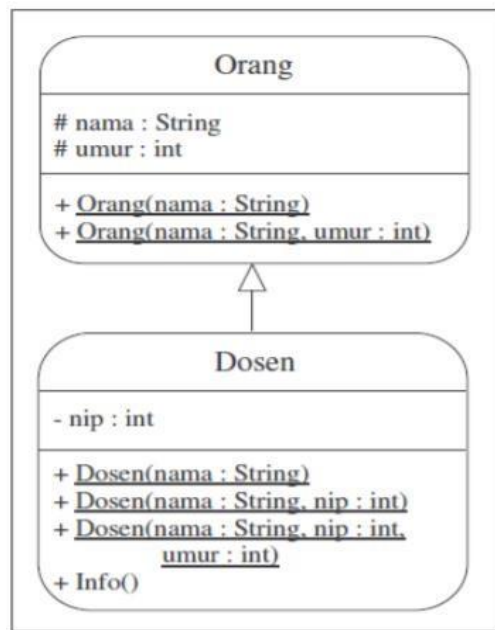 Orang
# nama : String
# umur : int
+ Orang(nama : String)
+ Orang(nama : String, umur : int)
Dosen
- nip : int
+ Dosen(nama : String)
+ Dosen(nama : String, nip : int)
+ Dosen(nama : String, nip : int,
umur : int)
+ Info()